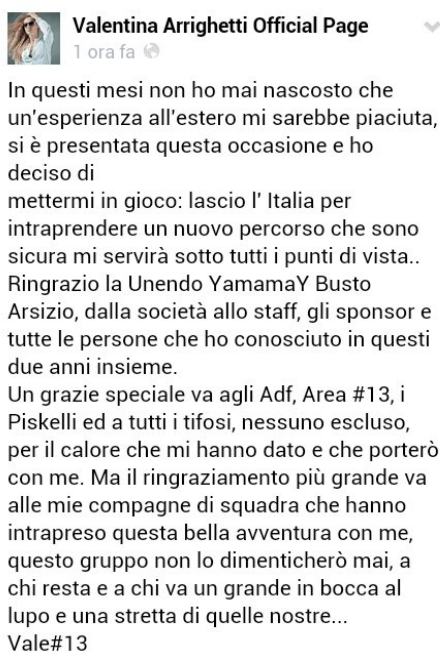 Valentina Arrighetti Official Page
1 ora fa
In questi mesi non ho mai nascosto che
un'esperienza all'estero mi sarebbe piaciuta,
si è presentata questa occasione e ho
deciso di
mettermi in gioco: lascio l' Italia per
intraprendere un nuovo percorso che sono
sicura mi servirà sotto tutti i punti di vista..
Ringrazio la Unendo YamamaY Busto
Arsizio, dalla società allo staff, gli sponsor e
tutte le persone che ho conosciuto in questi
due anni insieme.
Un grazie speciale va agli Adf, Area #13, i
Piskelli ed a tutti i tifosi, nessuno escluso,
per il calore che mi hanno dato e che porterò
con me. Ma il ringraziamento più grande va
alle mie compagne di squadra che hanno
intrapreso questa bella avventura con me,
questo gruppo non lo dimenticherò mai, a
chi resta e a chi va un grande in bocca al
lupo e una stretta di quelle nostre...
Vale#13